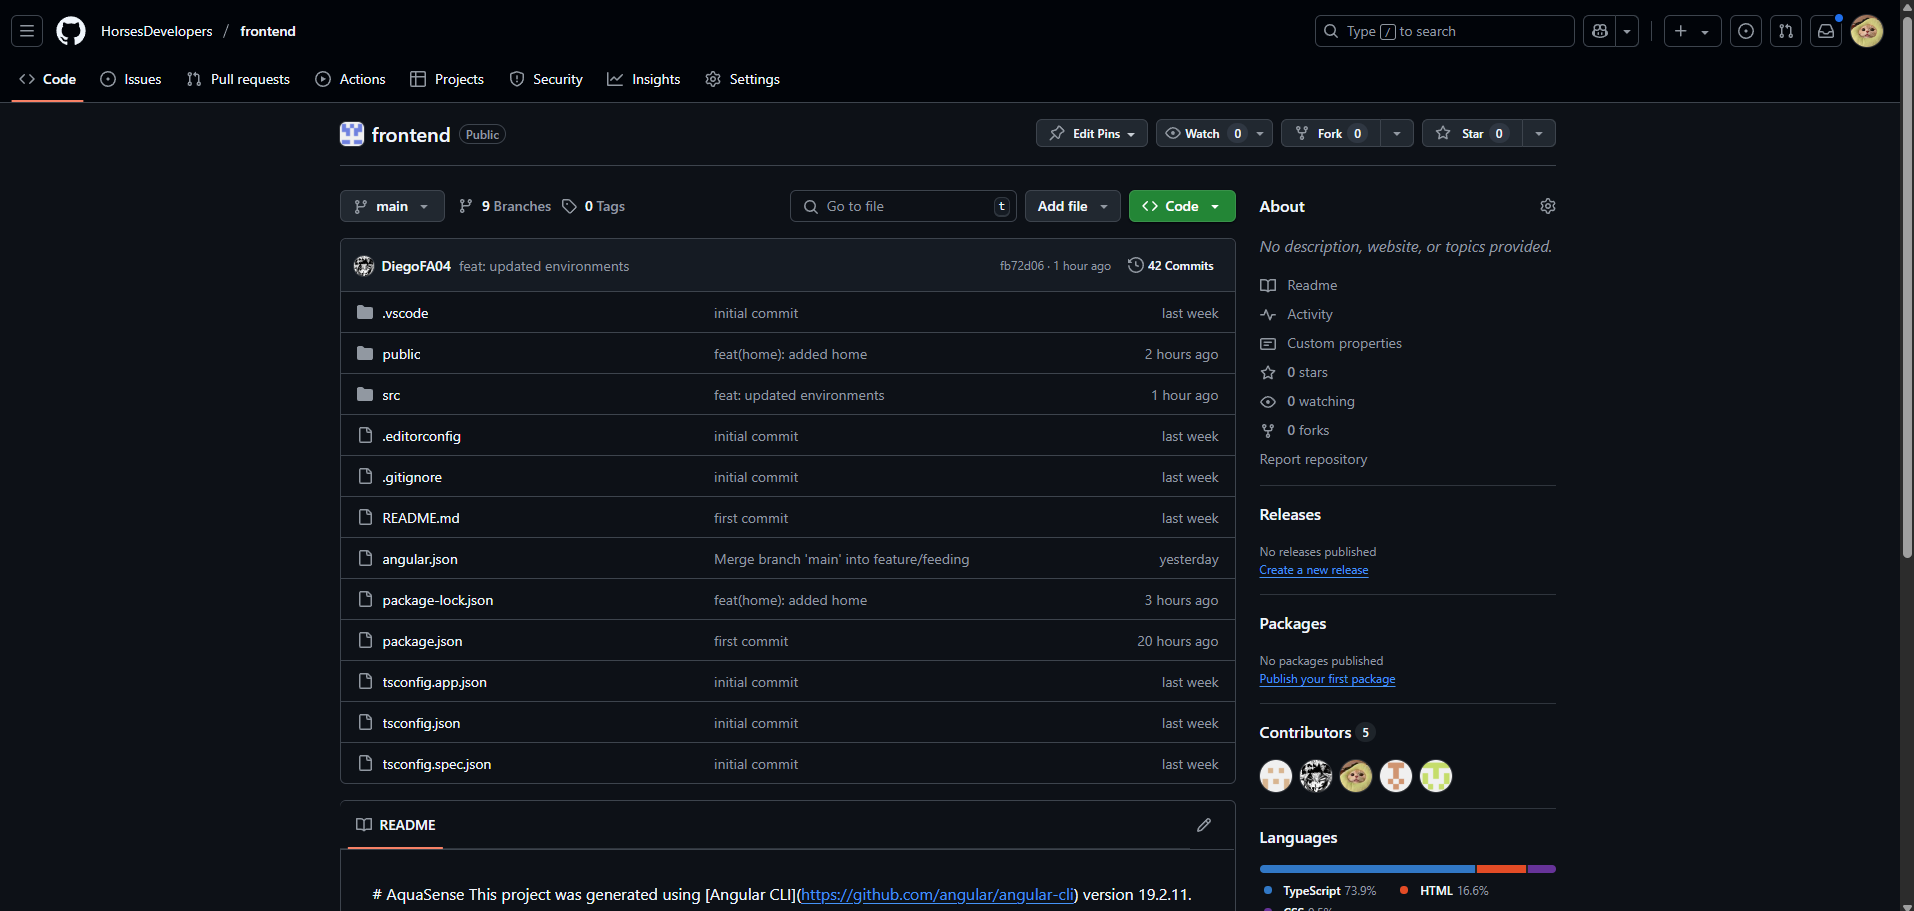 HorsesDevelopers / frontend
Type / to search
Code
Issues
Pull requests
Actions
Projects
Security
Insights
Settings
frontend Public
Edit Pins
Watch 0
Fork 0
Star 0
main
9 Branches
0 Tags
Go to file t
Add file
Code
DiegoFA04 feat: updated environments fb72d06 · 1 hour ago 42 Commits
.vscode initial commit last week
public feat(home): added home 2 hours ago
src feat: updated environments 1 hour ago
.editorconfig initial commit last week
.gitignore initial commit last week
README.md first commit last week
angular.json Merge branch 'main' into feature/feeding yesterday
package-lock.json feat(home): added home 3 hours ago
package.json first commit 20 hours ago
tsconfig.app.json initial commit last week
tsconfig.json initial commit last week
tsconfig.spec.json initial commit last week
README
# AquaSense This project was generated using [Angular CLI](https://github.com/angular/angular-cli) version 19.2.11.
About
No description, website, or topics provided.
Readme
Activity
Custom properties
0 stars
0 watching
0 forks
Report repository
Releases
No releases published
Create a new release
Packages
No packages published
Publish your first package
Contributors 5
Languages
TypeScript 73.9% HTML 16.6%
CSS 9.5%